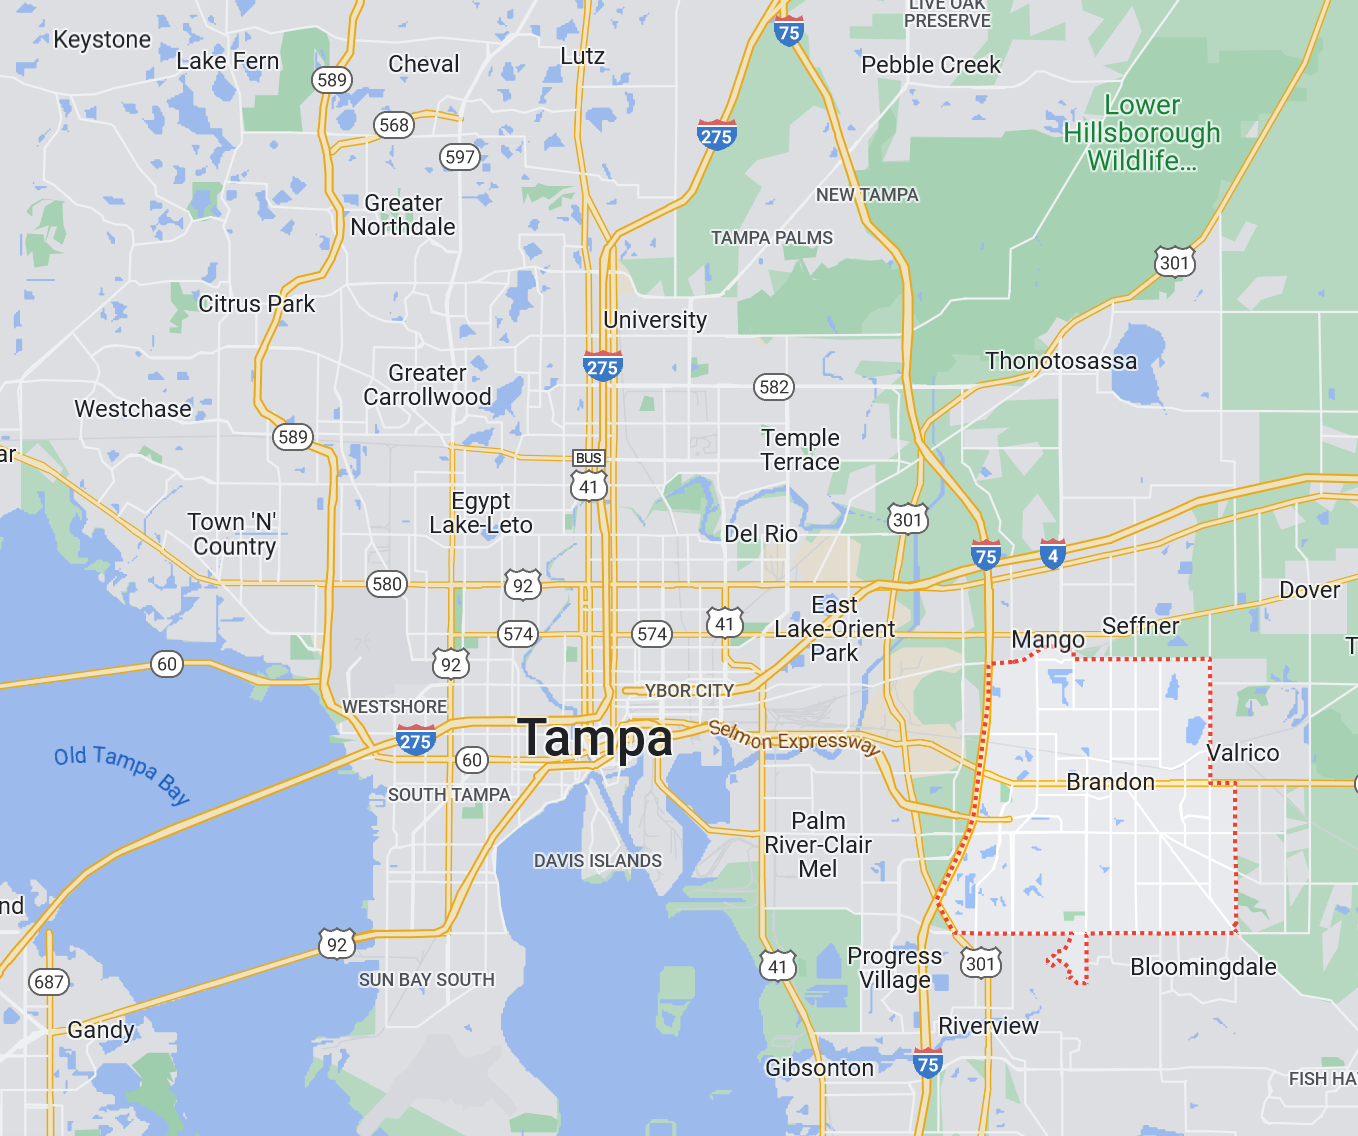 LIVE OAK
PRESERVE
75
Keystone
Lake Fern
Cheval
Lutz
Pebble Creek
589
568
597
275
Lower
Hillsborough
Wildlife...
NEW TAMPA
Greater
Northdale
TAMPA PALMS
301
Citrus Park
University
275
Thonotosassa
Greater
Carrollwood
582
Westchase
589
Temple
Terrace
ar
BUS
41
Egypt
Lake-Leto
301
Town 'N'
Country
Del Rio
75
4
580
92
Dover
East
Lake-Orient
Park
574
574
41
Seffner
Mango
T
60
92
YBOR CITY
WESTSHORE
275
Tampa
Selmon Expressway
Old Tampa Bay
60
Valrico
Brandon
SOUTH TAMPA
Palm
River-Clair
Mel
DAVIS ISLANDS
nd
92
687
SUN BAY SOUTH
41
Progress
Village
301
Bloomingdale
Gandy
Riverview
Gibsonton
75
FISH HA